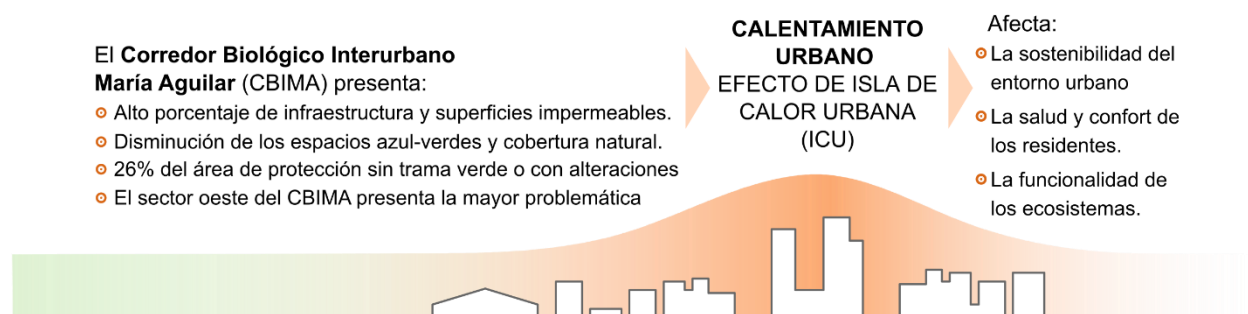 El Corredor Biológico Interurbano
María Aguilar (CBIMA) presenta:
Alto porcentaje de infraestructura y superficies impermeables.
Disminución de los espacios azul-verdes y cobertura natural.
26% del área de protección sin trama verde o con alteraciones
El sector oeste del CBIMA presenta la mayor problemática
CALENTAMIENTO
URBANO
EFECTO DE ISLA DE
CALOR URBANA
(ICU)
Afecta:
La sostenibilidad del
entorno urbano
La salud y confort de
los residentes.
La funcionalidad de
los ecosistemas.